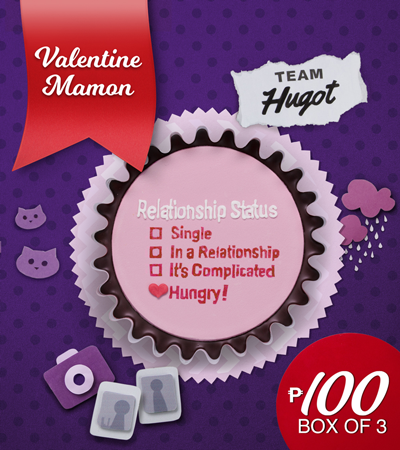 Valentine
Mamon
TEAM
Hugot
Relationship Status
Single
In a Relationship
It's Complicated
Hungry!
₱100
BOX OF 3